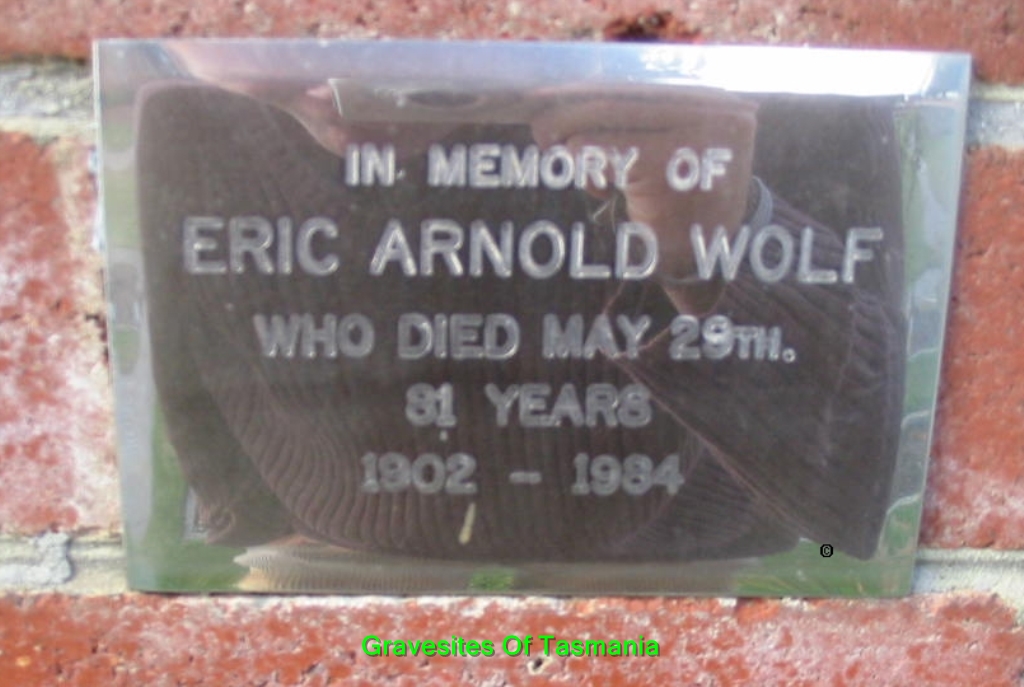 IN MEMORY OF
ERIC ARNOLD WOLF
WHO DIED MAY 29TH.
81 YEARS
1902 - 1984
©
Gravesites Of Tasmania